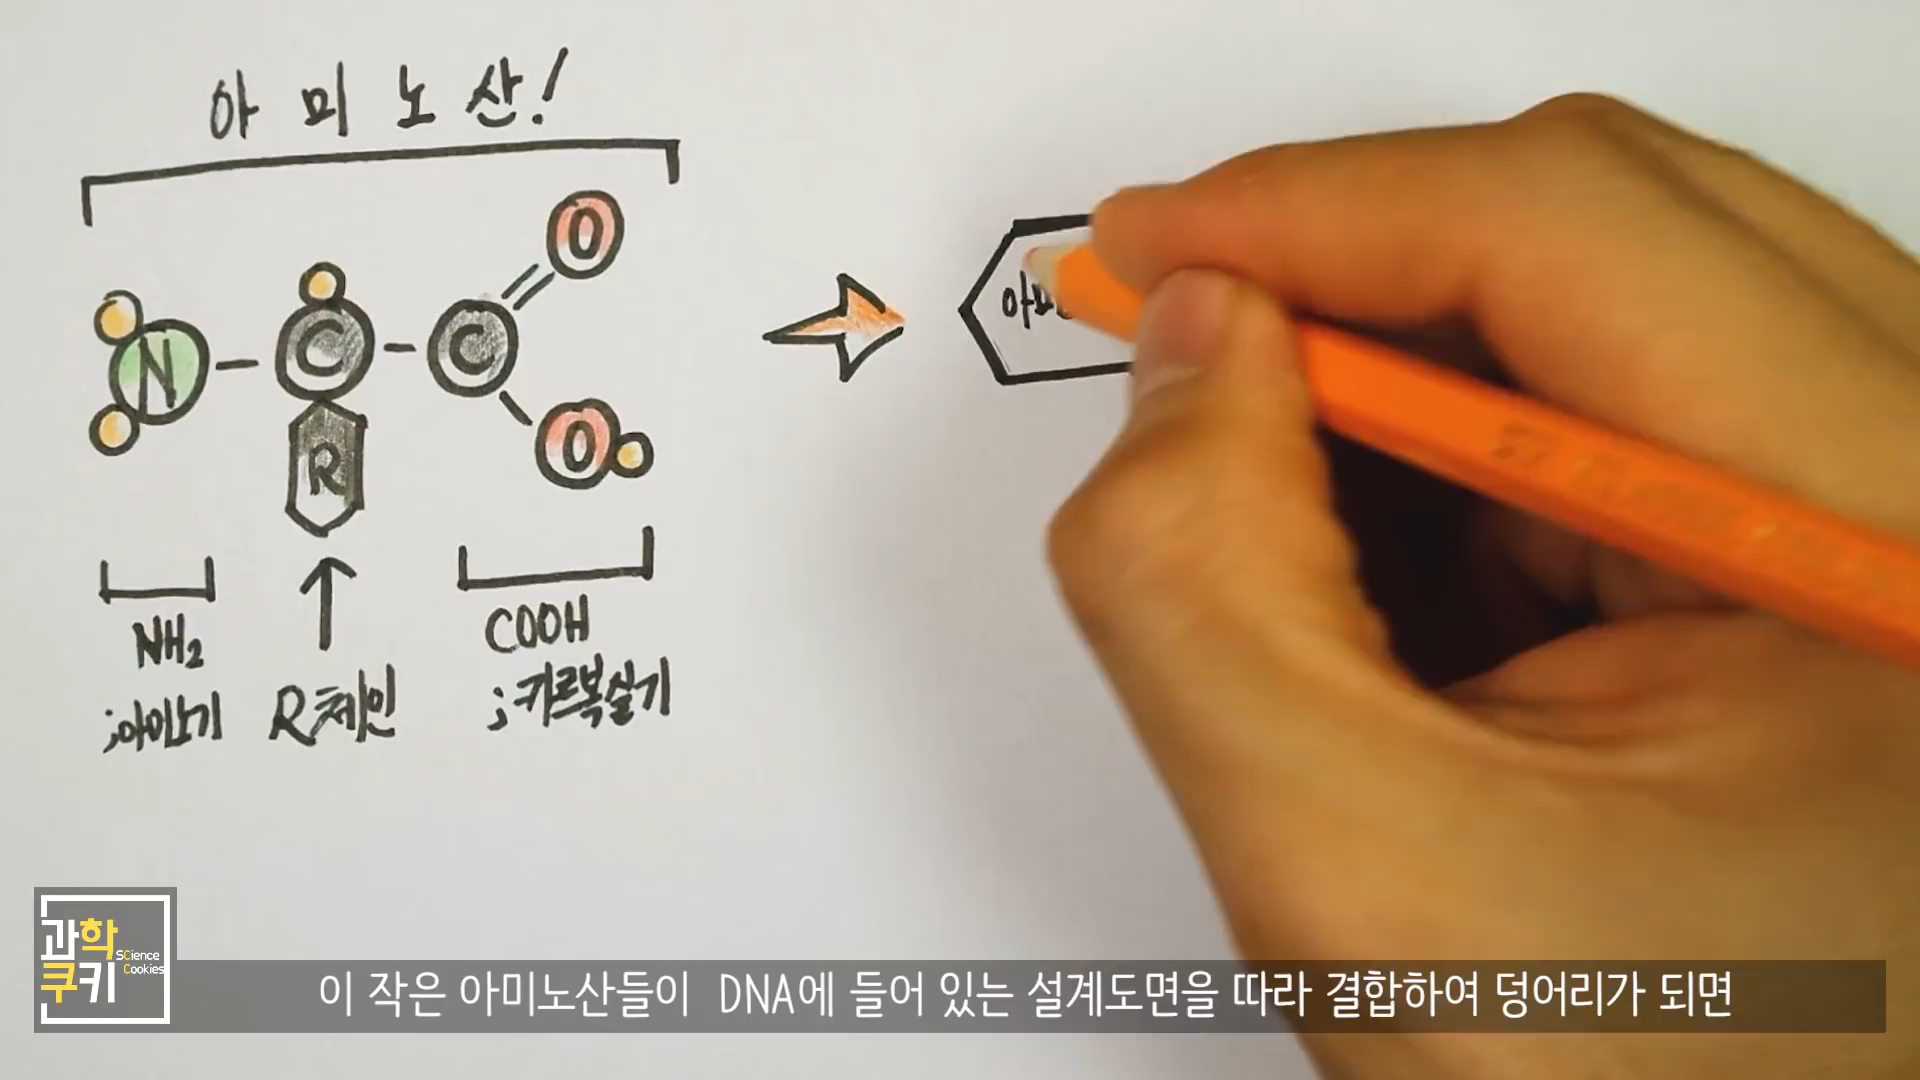 아미노산!
O
N C C
R
O
NH₂
;아미노기
R체인
COOH
;카르복실기
과학
쿠키
SCience
Cookies
이 작은 아미노산들이 DNA에 들어 있는 설계도면을 따라 결합하여 덩어리가 되면